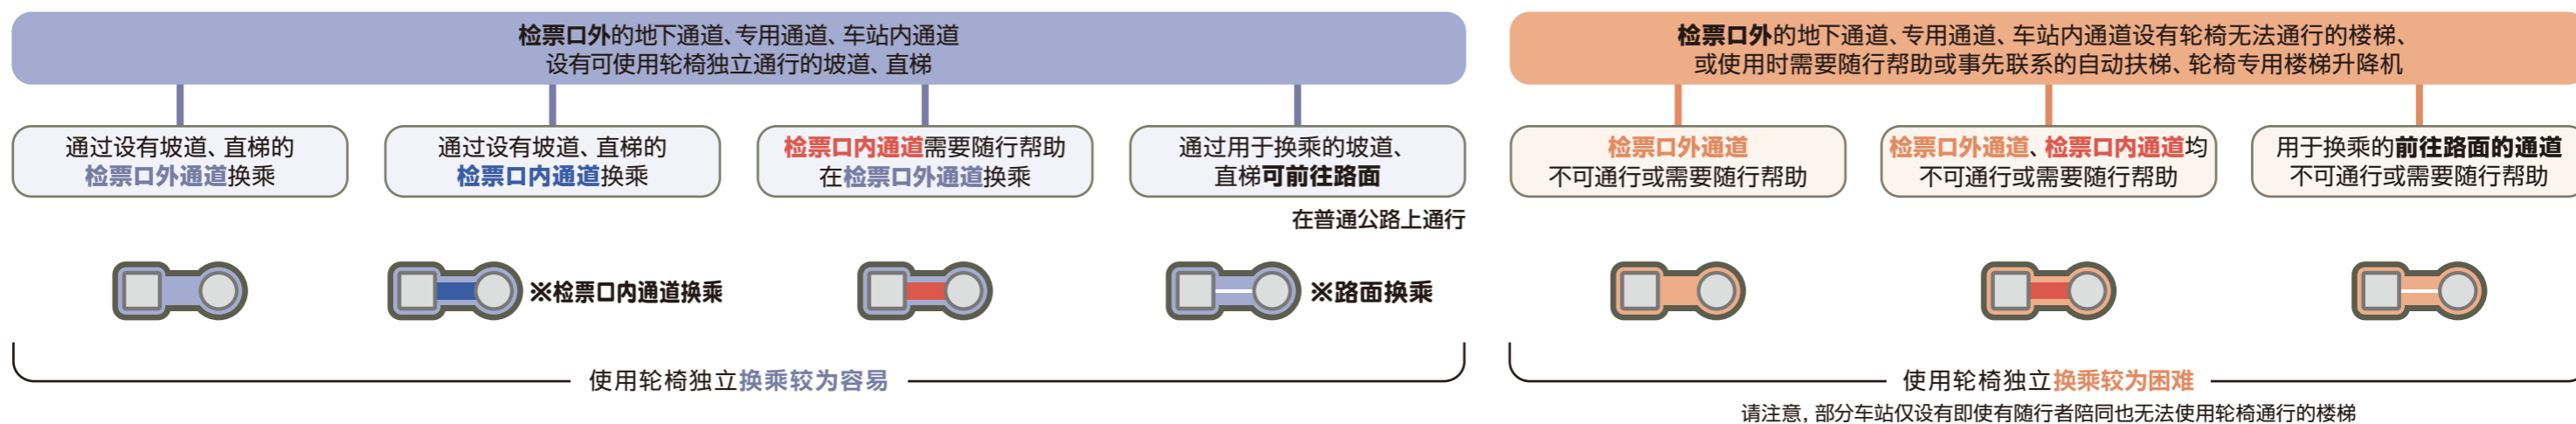 检票口外的地下通道、专用通道、车站内通道
设有可使用轮椅独立通行的坡道、直梯
检票口外的地下通道、专用通道、车站内通道设有轮椅无法通行的楼梯、
或使用时需要随行帮助或事先联系的自动扶梯、轮椅专用楼梯升降机
通过设有坡道、直梯的
检票口外通道换乘
通过设有坡道、直梯的
检票口内通道换乘
检票口内通道需要随行帮助
在检票口外通道换乘
通过用于换乘的坡道、
直梯可前往路面
在普通公路上通行
检票口外通道
不可通行或需要随行帮助
检票口外通道、检票口内通道均
不可通行或需要随行帮助
用于换乘的前往路面的通道
不可通行或需要随行帮助
※检票口内通道换乘
※路面换乘
使用轮椅独立换乘较为容易
使用轮椅独立换乘较为困难
请注意，部分车站仅设有即使有随行者陪同也无法使用轮椅通行的楼梯